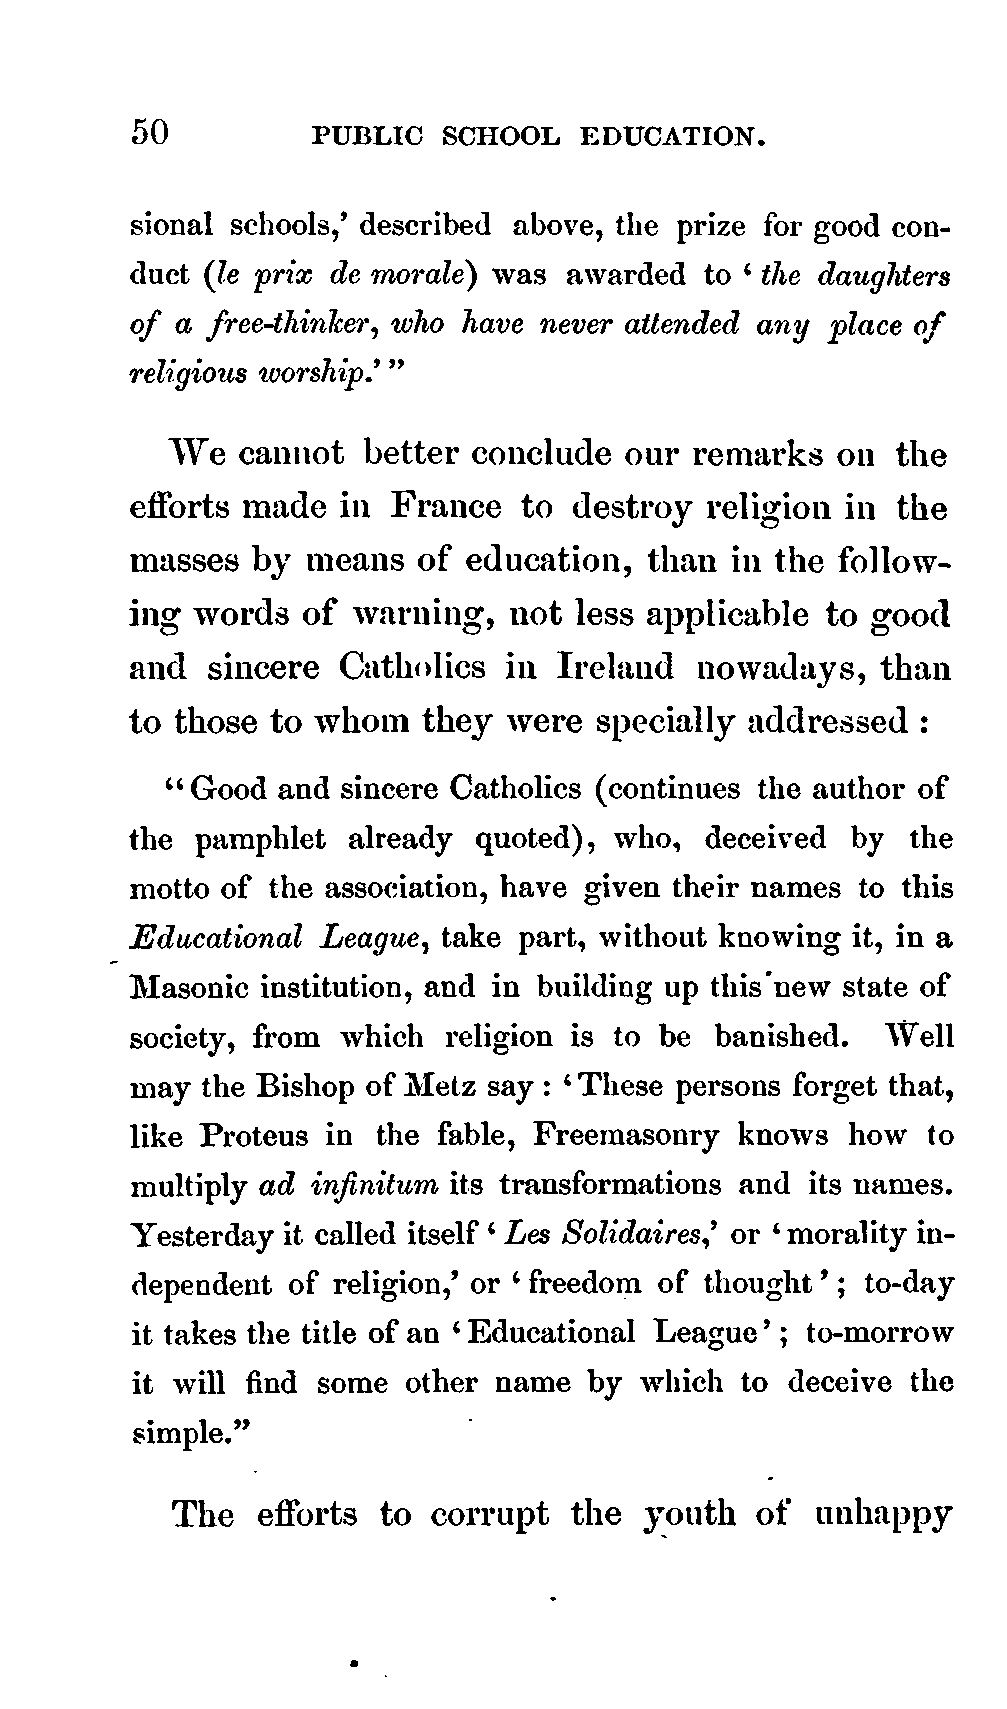 50 PUBLIC SCHOOL EDUCATION.
sional schools,’ described above, the prize for good con-
duct (le prix de morale) was awarded to ‘ the daughters
of a free-thinker, who have never attended any place of
religious worship.’ ”
We cannot better conclude our remarks on the
efforts made in France to destroy religion in the
masses by means of education, than in the follow-
ing words of warning, not less applicable to good
and sincere Catholics in Ireland nowadays, than
to those to whom they were specially addressed :
“ Good and sincere Catholics (continues the author of
the pamphlet already quoted), who, deceived by the
motto of the association, have given their names to this
Educational League, take part, without knowing it, in a
Masonic institution, and in building up this new state of
society, from which religion is to be banished. Well
may the Bishop of Metz say : ‘ These persons forget that,
like Proteus in the fable, Freemasonry knows how to
multiply ad infinitum its transformations and its names.
Yesterday it called itself ‘ Les Solidaires,’ or ‘ morality in-
dependent of religion,’ or ‘ freedom of thought ’ ; to-day
it takes the title of an ‘ Educational League ’ ; to-morrow
it will find some other name by which to deceive the
simple.”
The efforts to corrupt the youth of unhappy